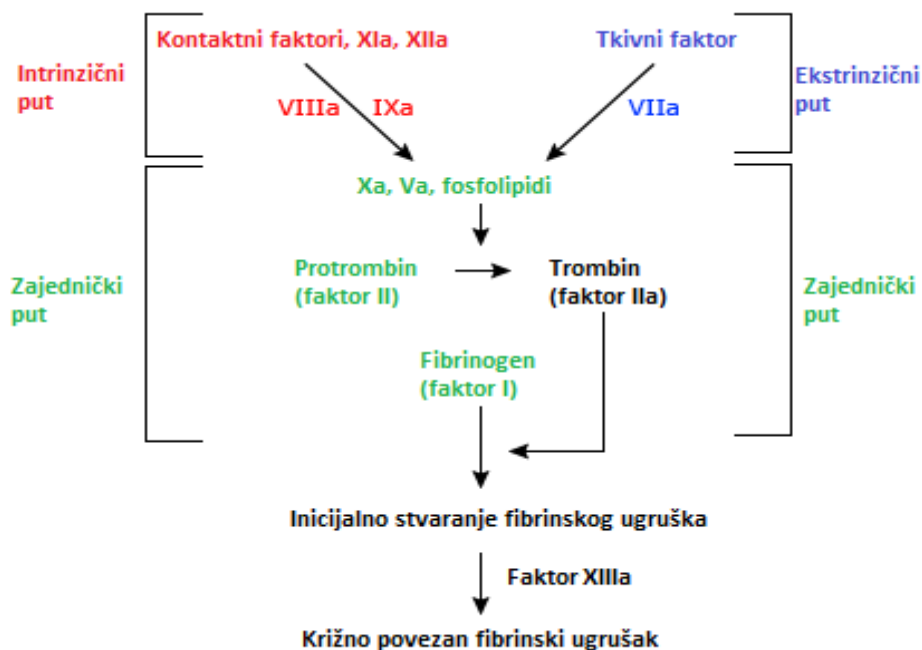 Kontaktni faktori, XIa, XIIa
Tkivni faktor
Intrinzični
put
Ekstrinzični
put
VIIIa
IXa
VIIa
Xa, Va, fosfolipidi
Zajednički
put
Protrombin
(faktor II)
Trombin
(faktor IIa)
Zajednički
put
Fibrinogen
(faktor I)
Inicijalno stvaranje fibrinskog ugruška
Faktor XIIIa
Križno povezan fibrinski ugrušak